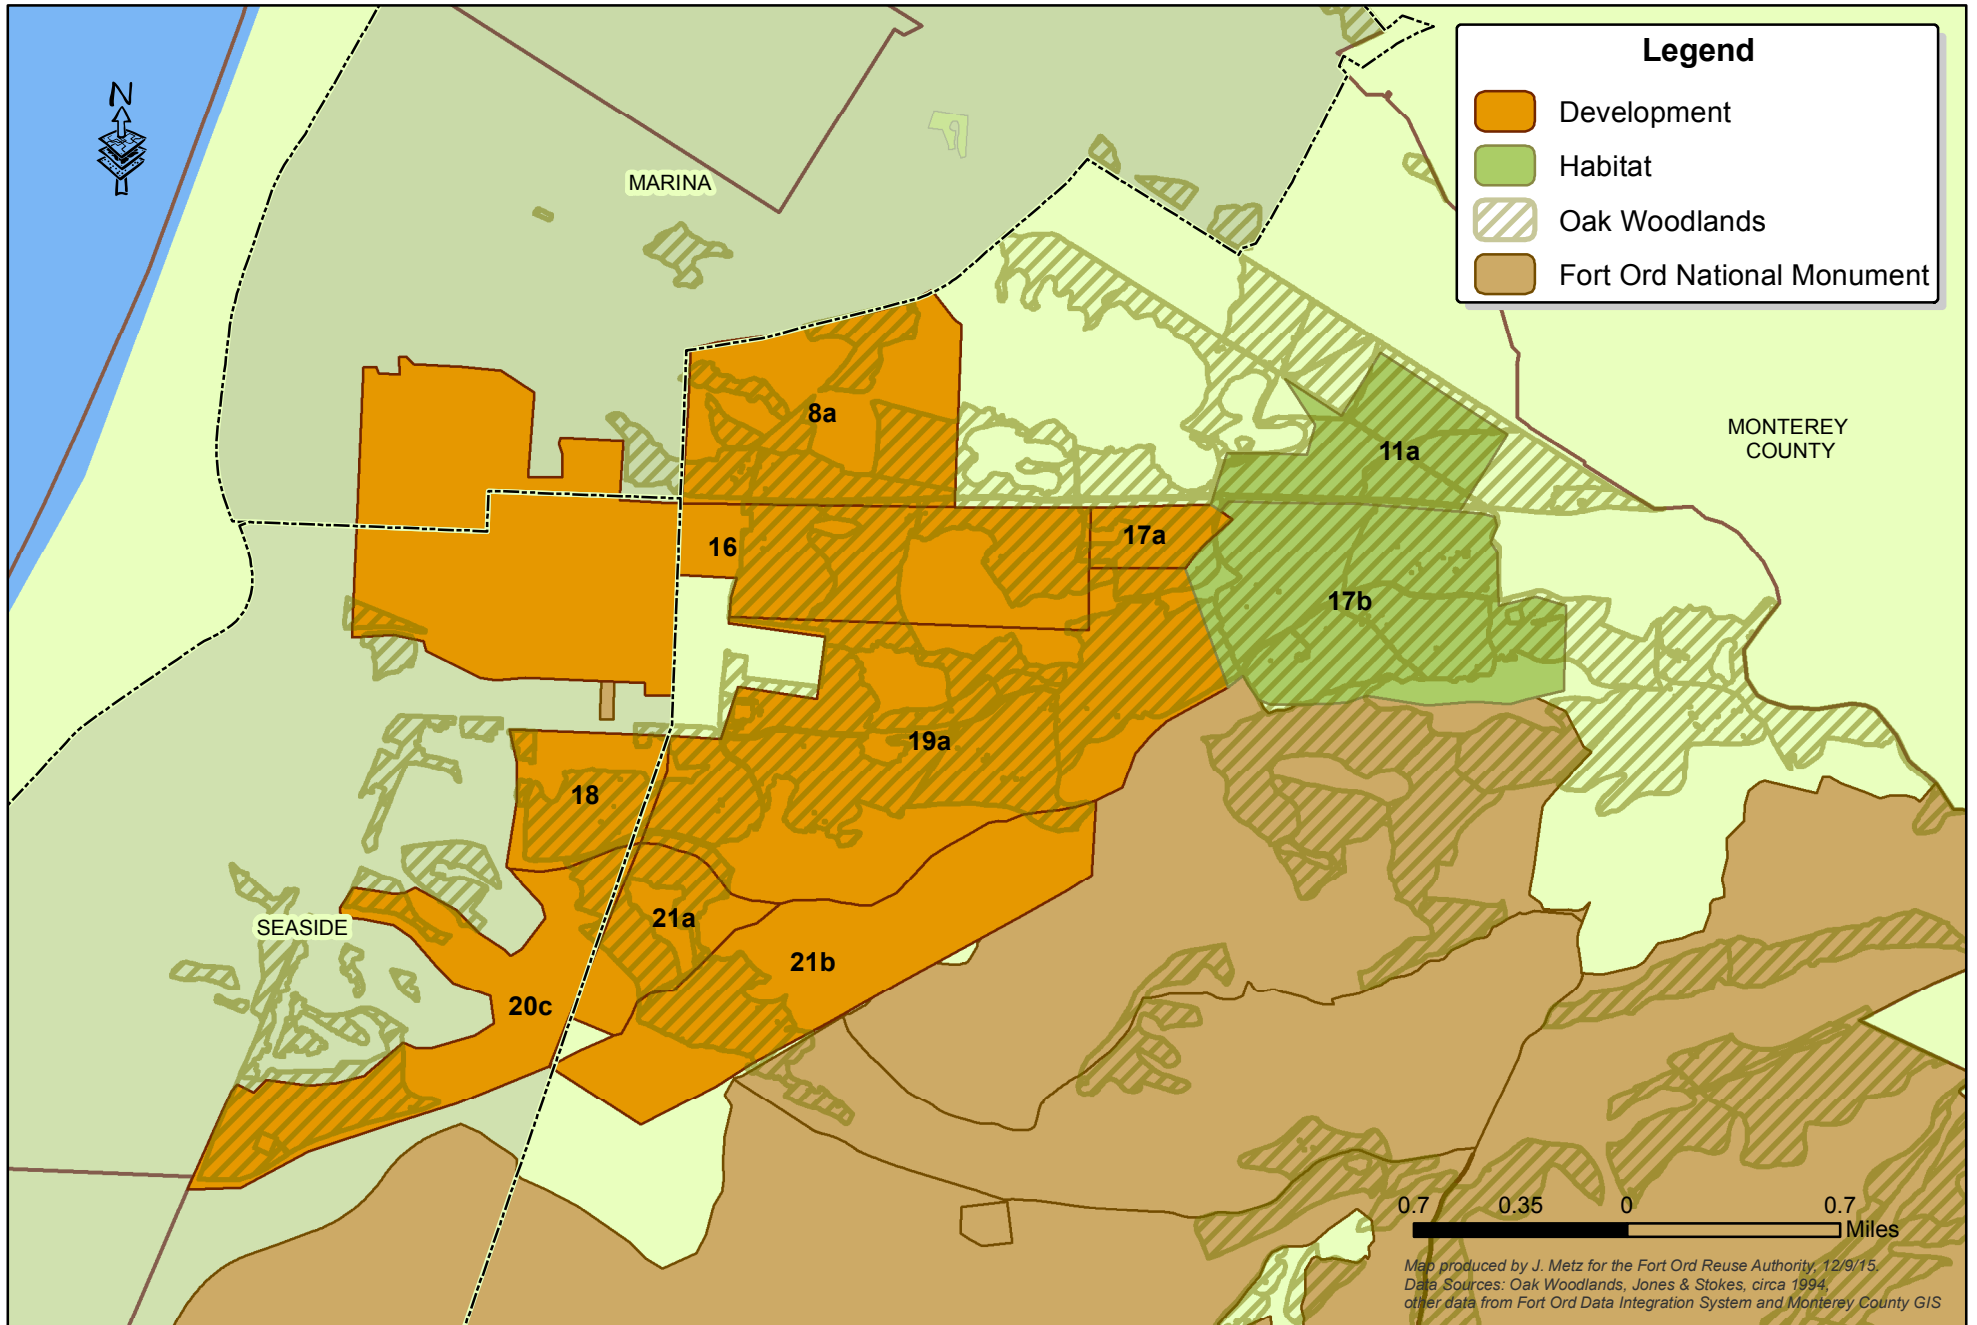 N
Legend
Development
Habitat
Oak Woodlands
Fort Ord National Monument
MARINA
MONTEREY
COUNTY
8a
11a
16
17a
17b
19a
18
21a
21b
SEASIDE
20c
0.7 0.35 0 0.7
Miles
Map produced by J. Metz for the Fort Ord Reuse Authority, 12/9/15.
Data Sources: Oak Woodlands, Jones & Stokes, circa 1994,
other data from Fort Ord Data Integration System and Monterey County GIS